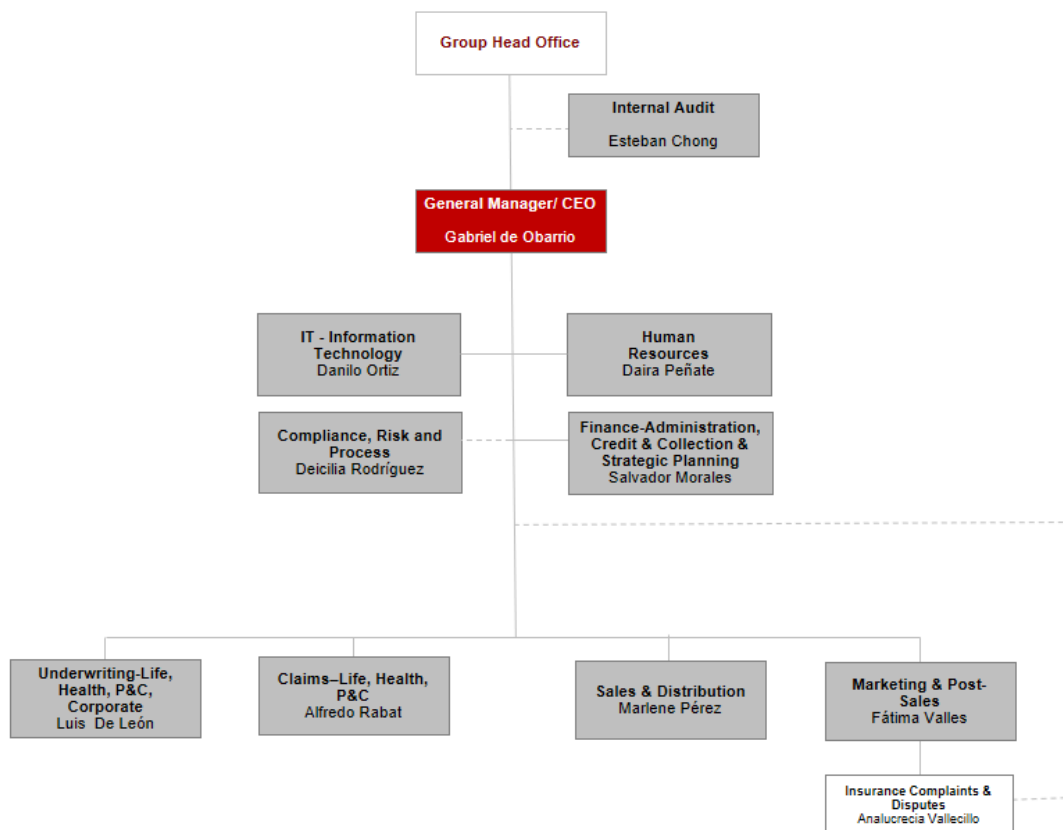 Group Head Office
Internal Audit
Esteban Chong
General Manager/ CEO
Gabriel de Obarrio
IT - Information
Technology
Danilo Ortiz
Human
Resources
Daira Peñate
Compliance, Risk and
Process
Deicilia Rodríguez
Finance-Administration,
Credit & Collection &
Strategic Planning
Salvador Morales
Underwriting-Life,
Health, P&C,
Corporate
Luis De León
Claims–Life, Health,
P&C
Alfredo Rabat
Sales & Distribution
Marlene Pérez
Marketing & Post-
Sales
Fátima Valles
Insurance Complaints &
Disputes
Analucrecia Vallecillo